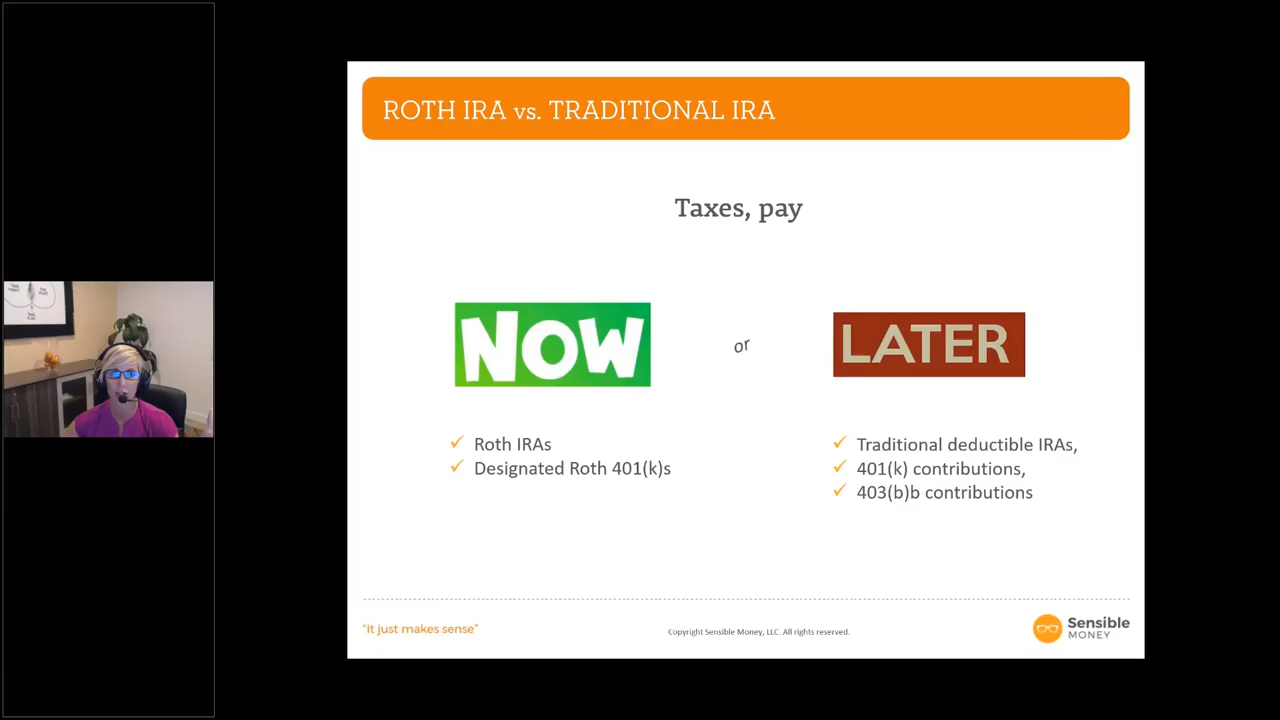 ROTH IRA vs. TRADITIONAL IRA
Taxes, pay
NOW
or
LATER
✓ Roth IRAs
✓ Designated Roth 401(k)s
✓ Traditional deductible IRAs,
✓ 401(k) contributions,
✓ 403(b)b contributions
"It just makes sense"
Copyright Sensible Money, LLC. All rights reserved.
Sensible
MONEY